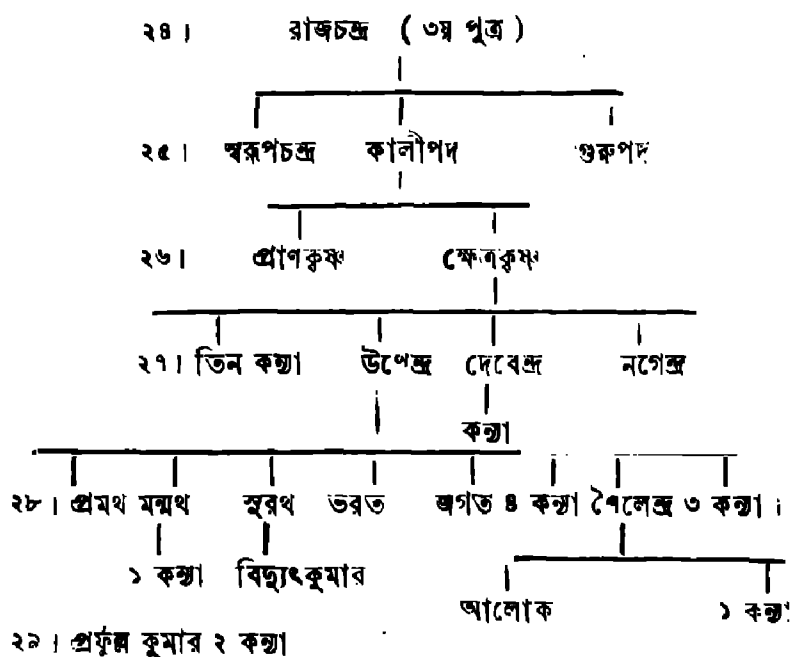 ২৪। রাজচন্দ্র ( ৩য় পুত্র )
২৫। স্বরূপচন্দ্র কালীপদ গুরুপদ
২৬। প্রাণকৃষ্ণ ক্ষেত্রকৃষ্ণ
২৭। তিন কন্যা উপেন্দ্র দেবেন্দ্র নগেন্দ্র
কন্যা
২৮। প্রমথ মন্মথ সুরথ ভরত জগত ৪ কন্যা শৈলেন্দ্র ৩ কন্যা।
১ কন্যা বিদ্যুৎকুমার
আলোক ১ কন্যা
২৯। প্রফুল্ল কুমার ২ কন্যা